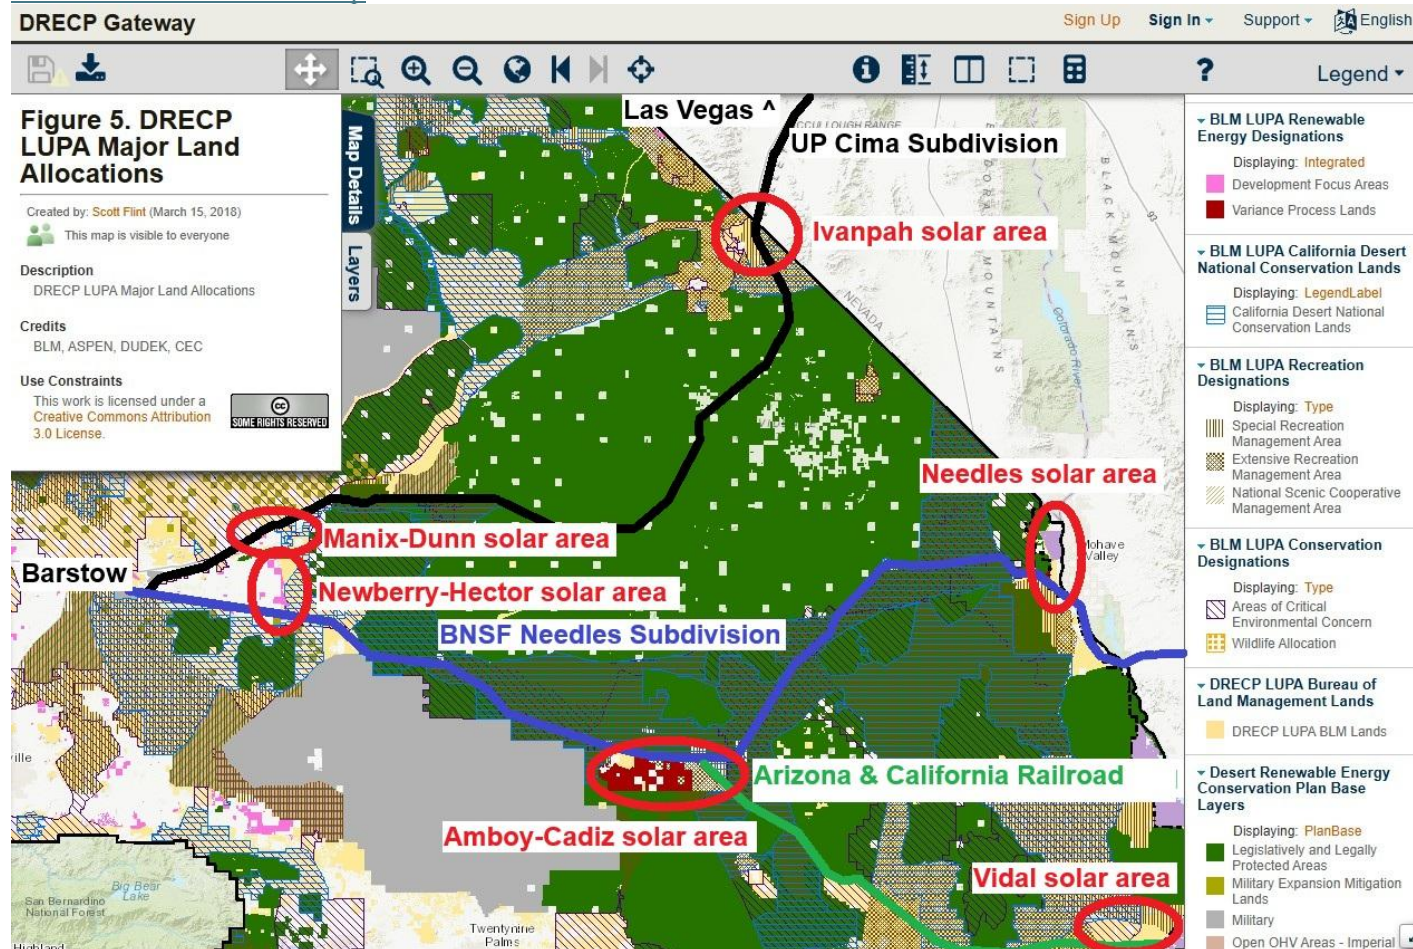 DRECP Gateway
Sign Up
Sign In
Support
English
?
Legend
Figure 5. DRECP
LUPA Major Land
Allocations
Created by: Scott Flint (March 15, 2018)
This map is visible to everyone
Description
DRECP LUPA Major Land Allocations
Credits
BLM, ASPEN, DUDEK, CEC
Use Constraints
This work is licensed under a
Creative Commons Attribution
3.0 License.
cc
SOME RIGHTS RESERVED
Map Details
Layers
Las Vegas ^
UP Cima Subdivision
Ivanpah solar area
NEVADA
MOUNTAINS
BLACK MOUNTAINS
93
Colorado River
Needles solar area
Mohave
Valley
Manix-Dunn solar area
Barstow
Newberry-Hector solar area
BNSF Needles Subdivision
Arizona & California Railroad
Amboy-Cadiz solar area
Vidal solar area
ville
Big Bear
Lake
San Bernardino
National Forest
Highland
Twentynine
Palms
BLM LUPA Renewable
Energy Designations
Displaying: Integrated
Development Focus Areas
Variance Process Lands
BLM LUPA California Desert
National Conservation Lands
Displaying: LegendLabel
California Desert National
Conservation Lands
BLM LUPA Recreation
Designations
Displaying: Type
Special Recreation
Management Area
Extensive Recreation
Management Area
National Scenic Cooperative
Management Area
BLM LUPA Conservation
Designations
Displaying: Type
Areas of Critical
Environmental Concern
Wildlife Allocation
DRECP LUPA Bureau of
Land Management Lands
DRECP LUPA BLM Lands
Desert Renewable Energy
Conservation Plan Base
Layers
Displaying: PlanBase
Legislatively and Legally
Protected Areas
Military Expansion Mitigation
Lands
Military
Open OHV Areas - Imperial